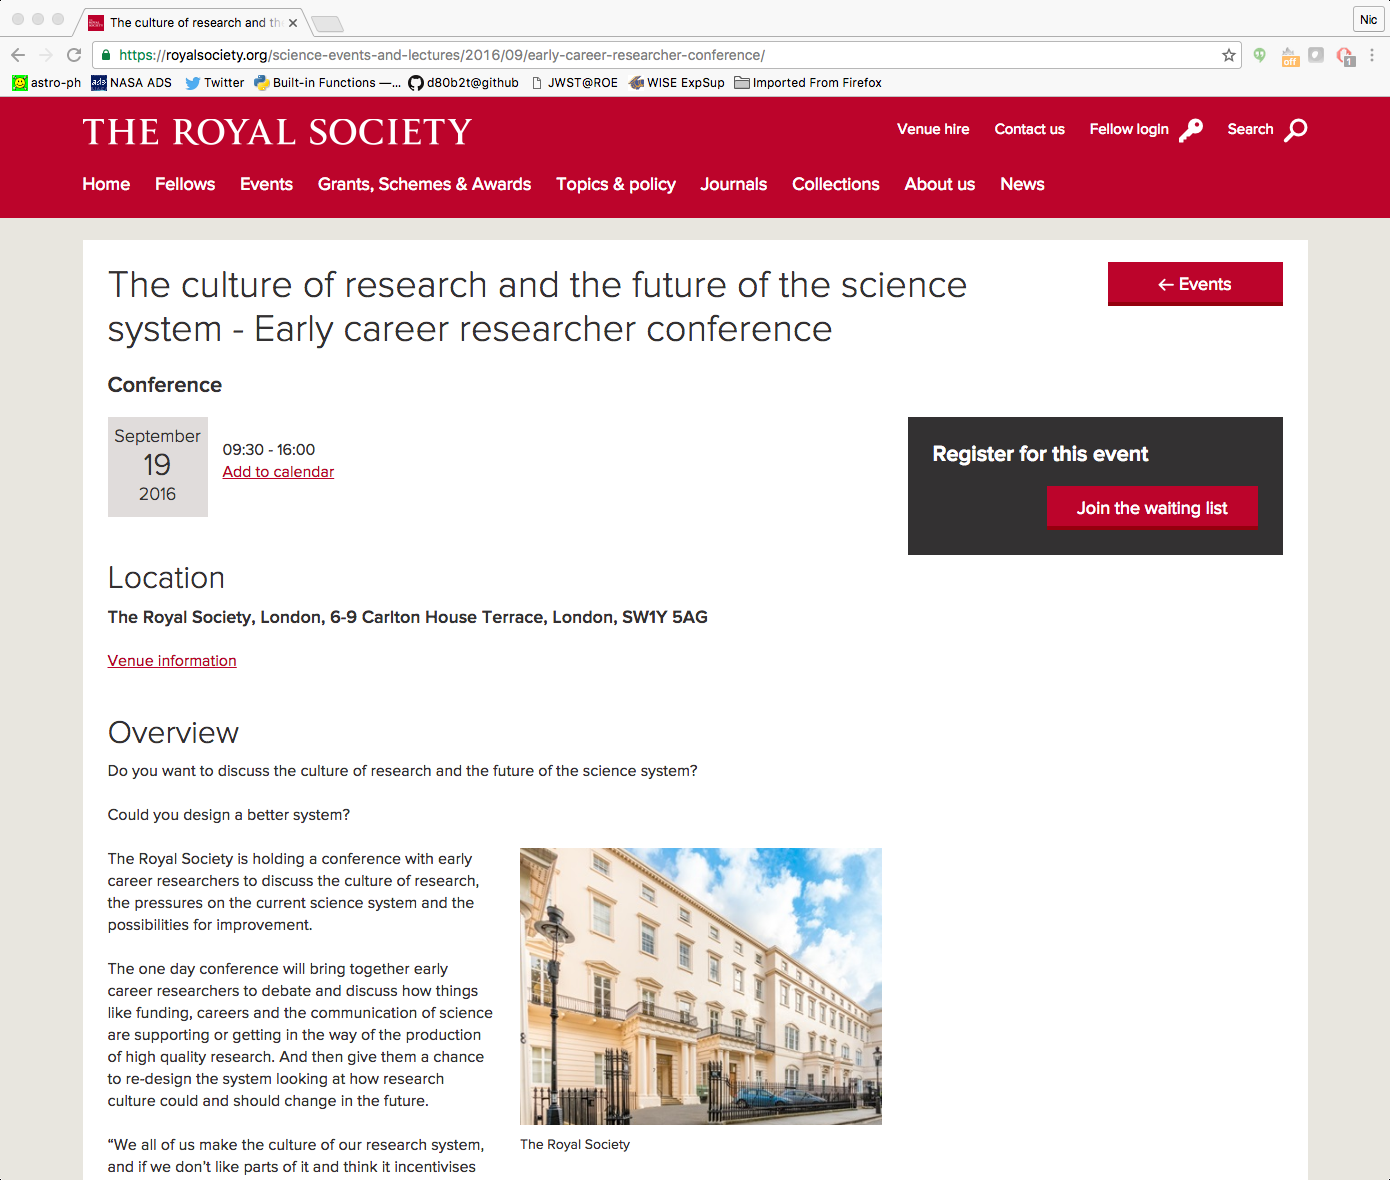 The culture of research and th
Nic
https://royalsociety.org/science-events-and-lectures/2016/09/early-career-researcher-conference/
off
1
astro-ph
ads
NASA ADS
Twitter
Built-in Functions —...
d80b2t@github
JWST@ROE
WISE ExpSup
Imported From Firefox
THE ROYAL SOCIETY
Venue hire
Contact us
Fellow login
Search
Home
Fellows
Events
Grants, Schemes & Awards
Topics & policy
Journals
Collections
About us
News
The culture of research and the future of the science
system - Early career researcher conference
← Events
Conference
September
19
2016
09:30 - 16:00
Add to calendar
Register for this event
Join the waiting list
Location
The Royal Society, London, 6-9 Carlton House Terrace, London, SW1Y 5AG
Venue information
Overview
Do you want to discuss the culture of research and the future of the science system?
Could you design a better system?
The Royal Society is holding a conference with early
career researchers to discuss the culture of research,
the pressures on the current science system and the
possibilities for improvement.
The one day conference will bring together early
career researchers to debate and discuss how things
like funding, careers and the communication of science
are supporting or getting in the way of the production
of high quality research. And then give them a chance
to re-design the system looking at how research
culture could and should change in the future.
“We all of us make the culture of our research system,
and if we don’t like parts of it and think it incentivises
The Royal Society